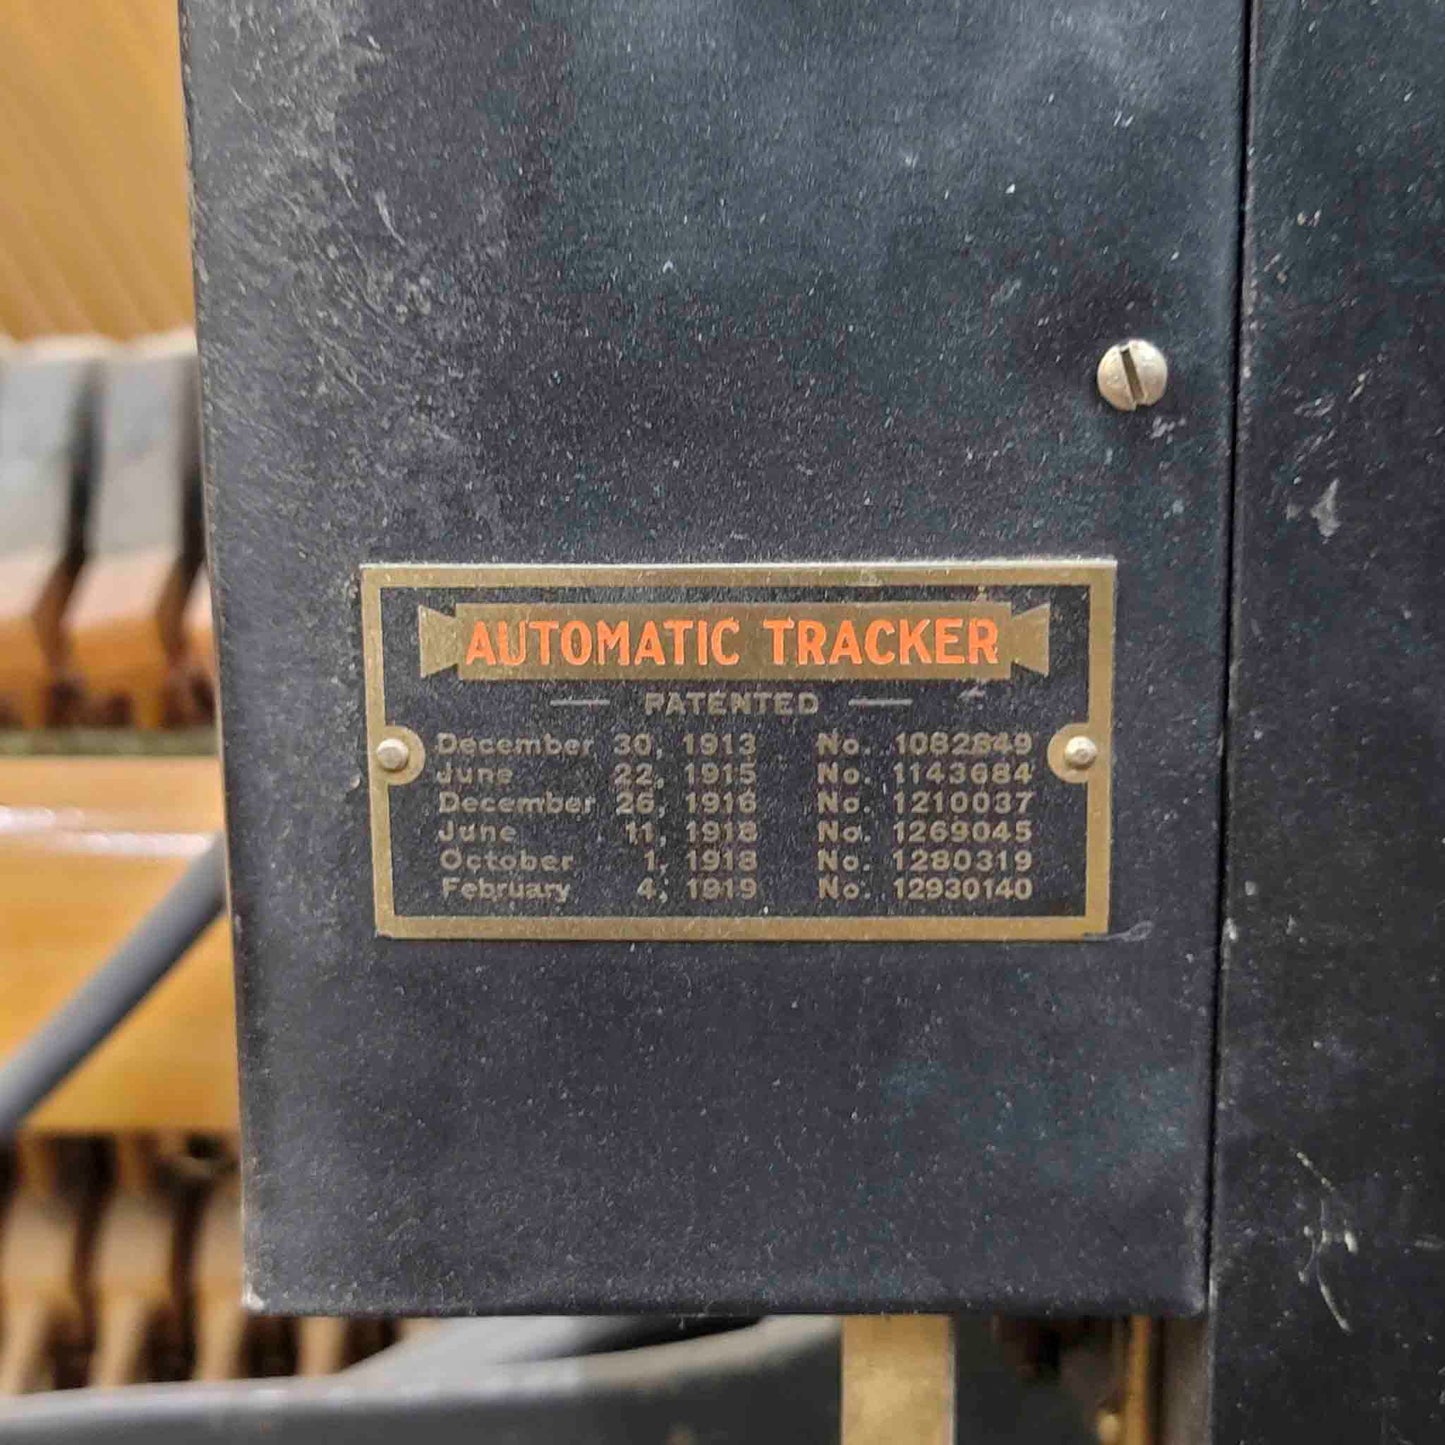 AUTOMATIC TRACKER
— PATENTED —
December 30, 1913 No. 1082649
June 22, 1915 No. 1143684
December 26, 1916 No. 1210037
June 11, 1918 No. 1269045
October 1, 1918 No. 1280319
February 4, 1919 No. 12930140